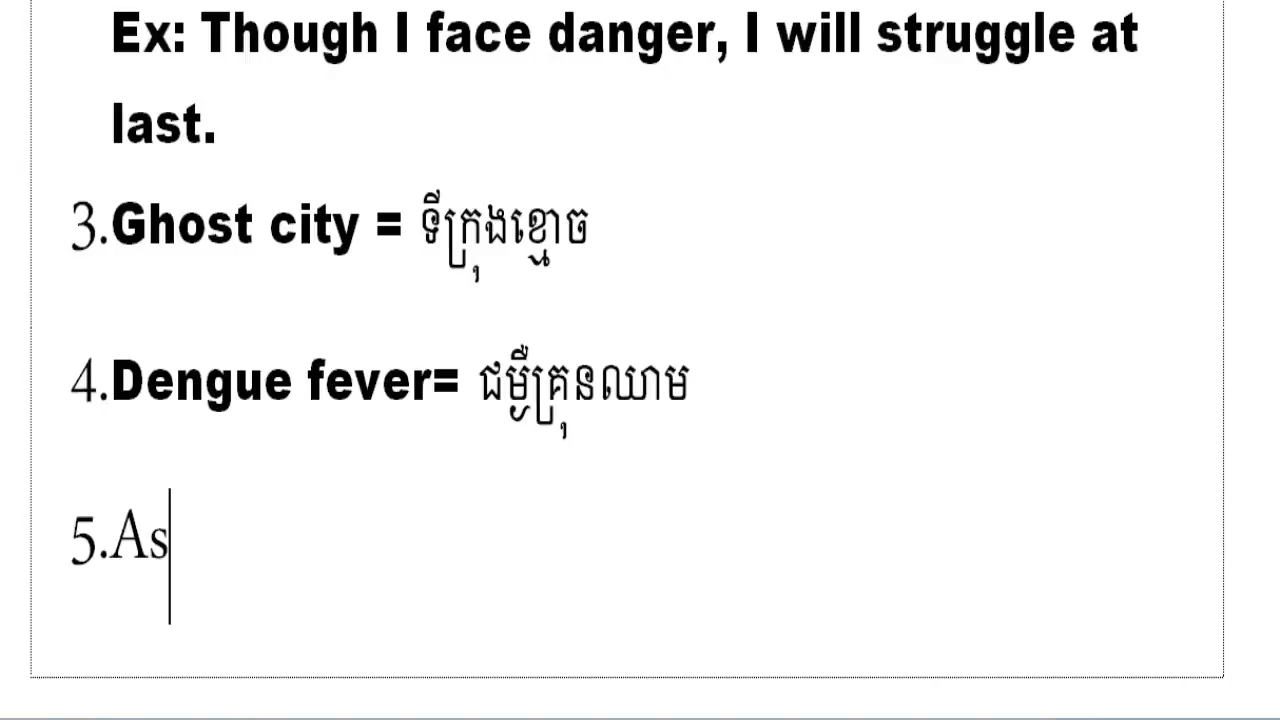 Ex: Though I face danger, I will struggle at
last.
3.Ghost city = ទីក្រុងខ្មោច
4.Dengue fever= ជម្ងឺគ្រុនឈាម
5.As